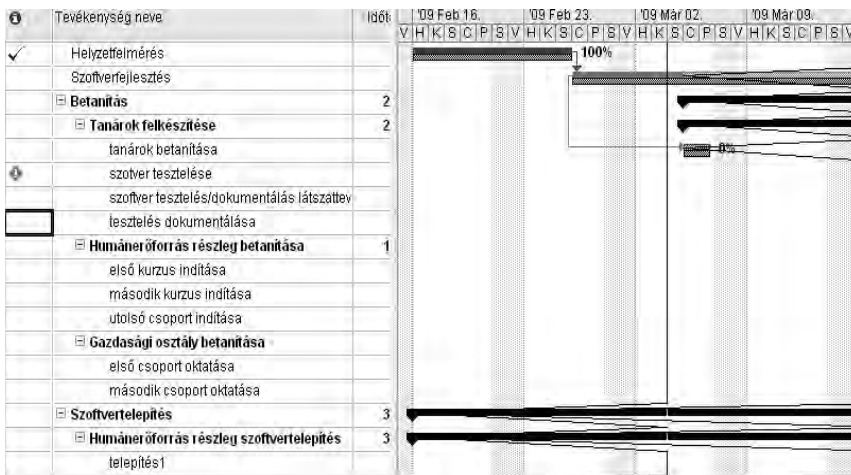 Tevékenység neve Időt '09 Feb 16. '09 Feb 23. '09 Már 02. '09 Már 09.
V H K S C P S V H K S C P S V H K S C P S V H K S C P S V
Helyzetfelmérés 100%
Szoftverfejlesztés
Betanítás 2
Tanárok felkészítése 2
tanárok betanítása 0%
szotver tesztelése
szoftver tesztelés/dokumentálás látszattev
tesztelés dokumentálása
Humánerőforrás részleg betanítása 1
első kurzus indítása
második kurzus indítása
utolsó csoport indítása
Gazdasági osztály betanítása
első csoport oktatása
második csoport oktatása
Szoftvertelepítés 3
Humánerőforrás részleg szoftvertelepítés 3
telepítés1